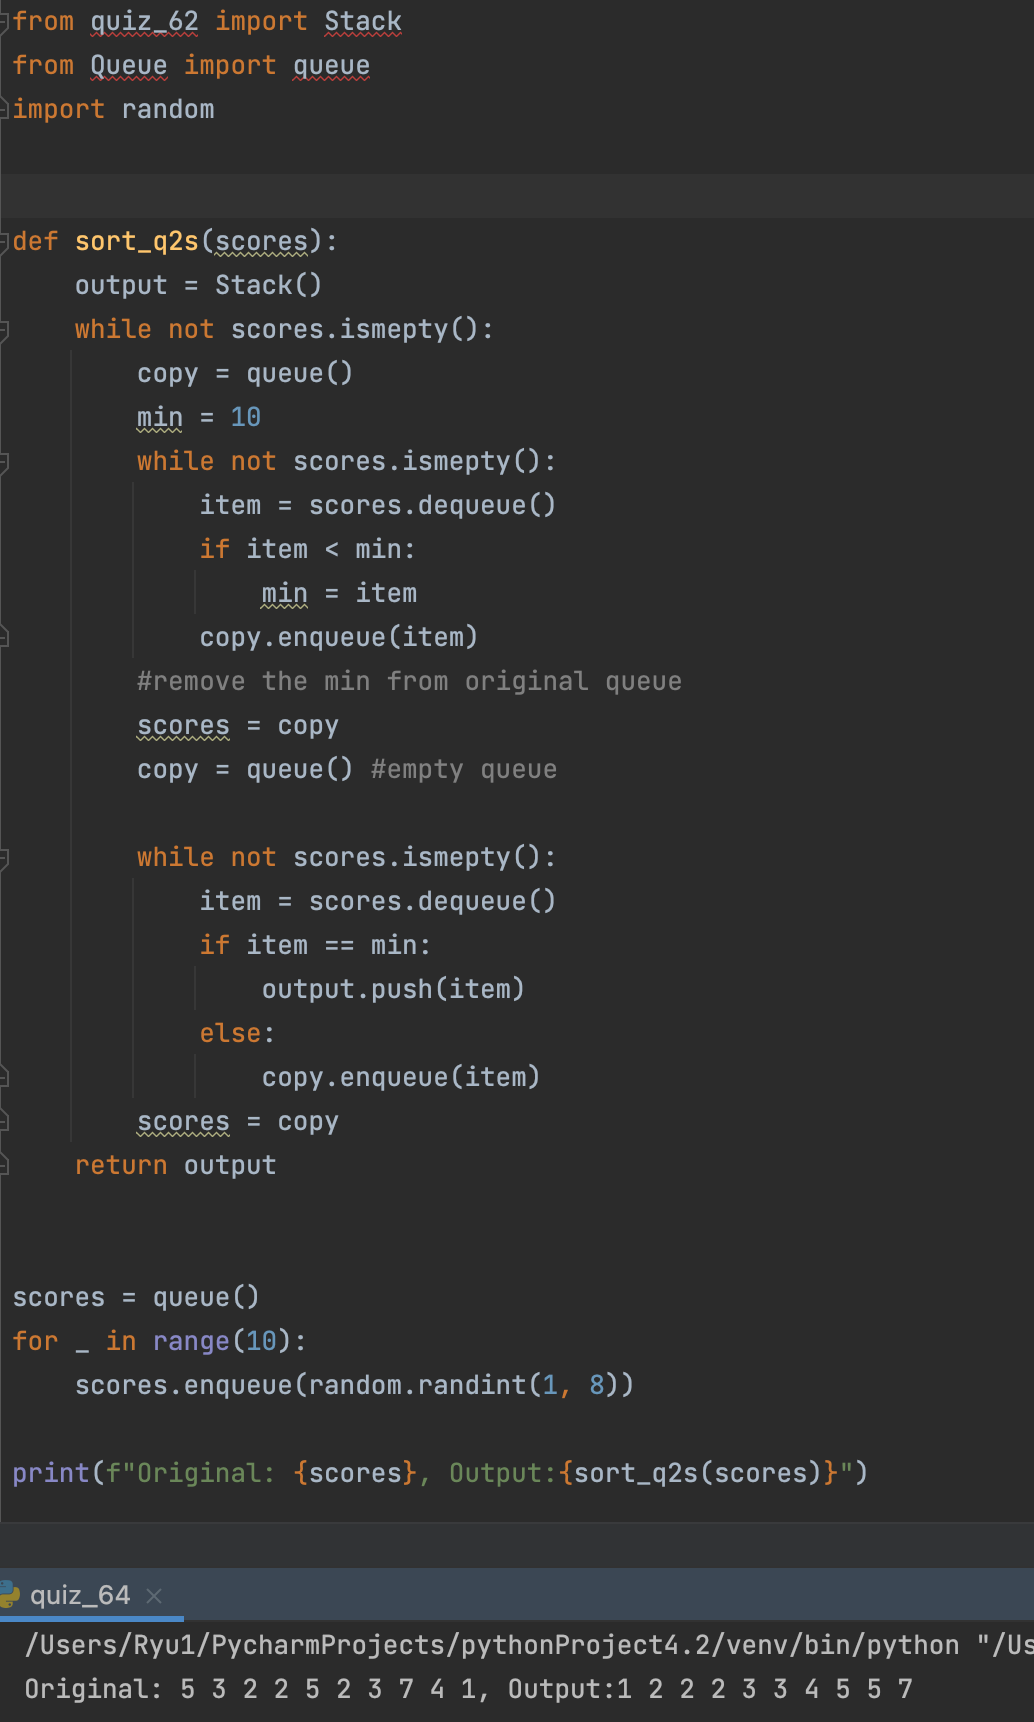 from quiz_62 import Stack
from Queue import queue
import random
def sort_q2s(scores):
    output = Stack()
    while not scores.ismepty():
        copy = queue()
        min = 10
        while not scores.ismepty():
            item = scores.dequeue()
            if item < min:
                min = item
            copy.enqueue(item)
        #remove the min from original queue
        scores = copy
        copy = queue() #empty queue
        while not scores.ismepty():
            item = scores.dequeue()
            if item == min:
                output.push(item)
            else:
                copy.enqueue(item)
        scores = copy
    return output
scores = queue()
for _ in range(10):
    scores.enqueue(random.randint(1, 8))
print(f"Original: {scores}, Output:{sort_q2s(scores)}")
quiz_64
/Users/Ryu1/PycharmProjects/pythonProject4.2/venv/bin/python "/Us
Original: 5 3 2 2 5 2 3 7 4 1, Output:1 2 2 2 3 3 4 5 5 7